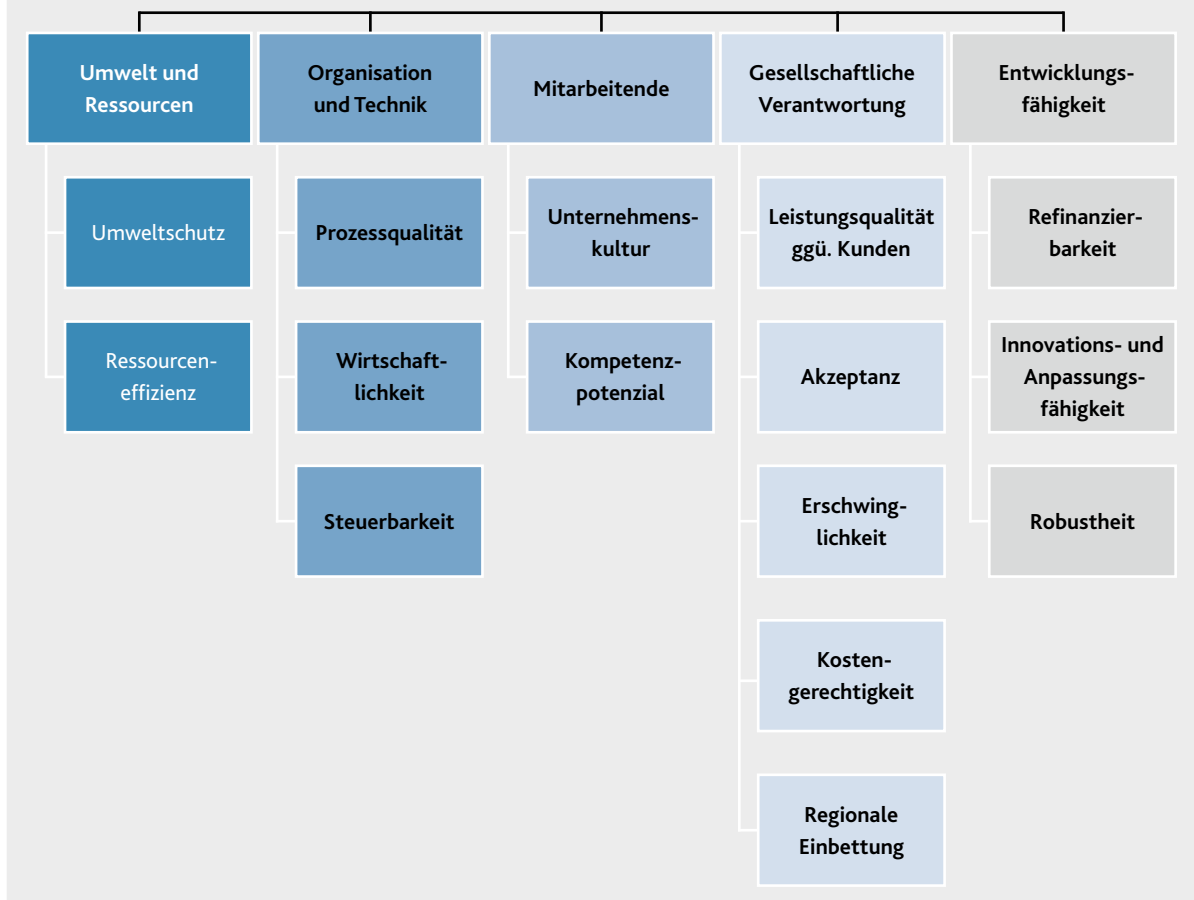 Umwelt und
Ressourcen
Organisation
und Technik
Mitarbeitende
Gesellschaftliche
Verantwortung
Entwicklungs-
fähigkeit
Umweltschutz
Ressourcen-
effizienz
Prozessqualität
Wirtschaft-
lichkeit
Steuerbarkeit
Unternehmens-
kultur
Kompetenz-
potenzial
Leistungsqualität
ggü. Kunden
Akzeptanz
Erschwing-
lichkeit
Kosten-
gerechtigkeit
Regionale
Einbettung
Refinanzier-
barkeit
Innovations- und
Anpassungs-
fähigkeit
Robustheit